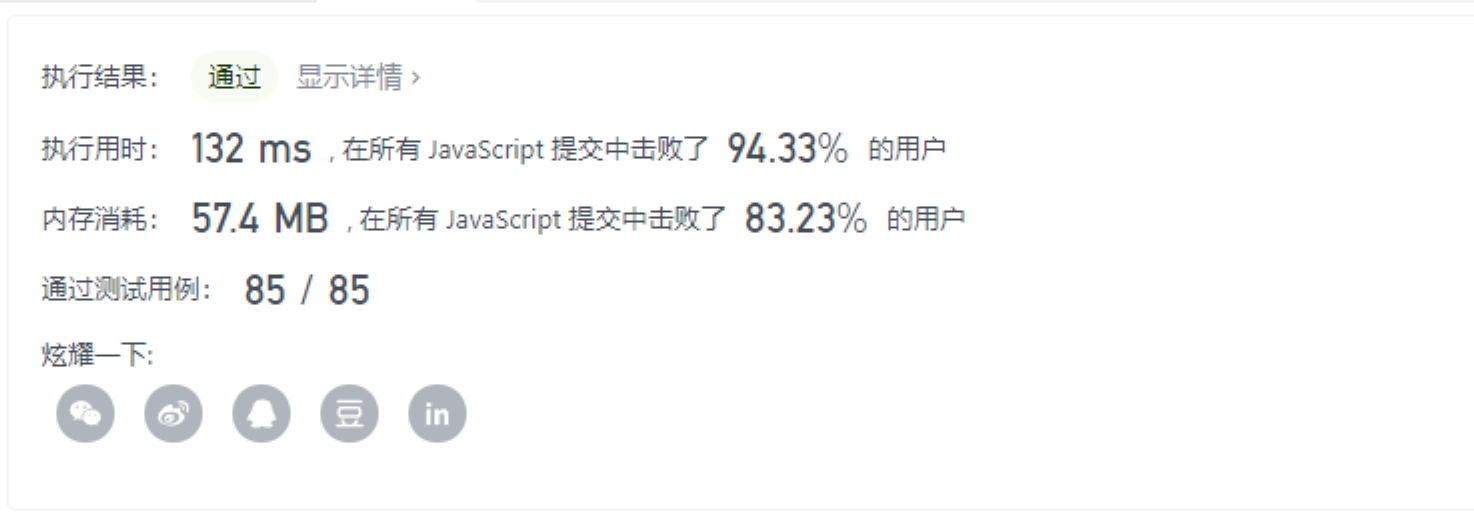 执行结果： 通过 显示详情 ›
执行用时： 132 ms , 在所有 JavaScript 提交中击败了 94.33% 的用户
内存消耗： 57.4 MB , 在所有 JavaScript 提交中击败了 83.23% 的用户
通过测试用例： 85 / 85
炫耀一下:
豆 in